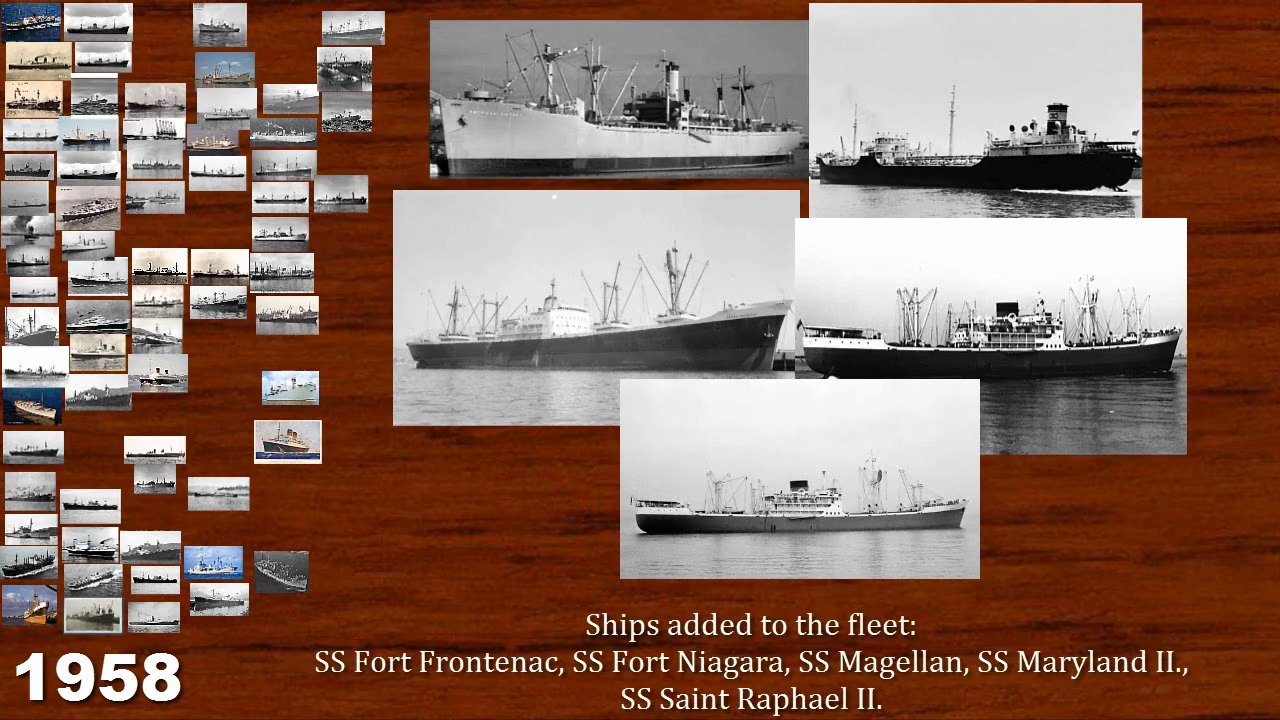 Ships added to the fleet:
SS Fort Frontenac, SS Fort Niagara, SS Magellan, SS Maryland II.,
SS Saint Raphael II.
1958